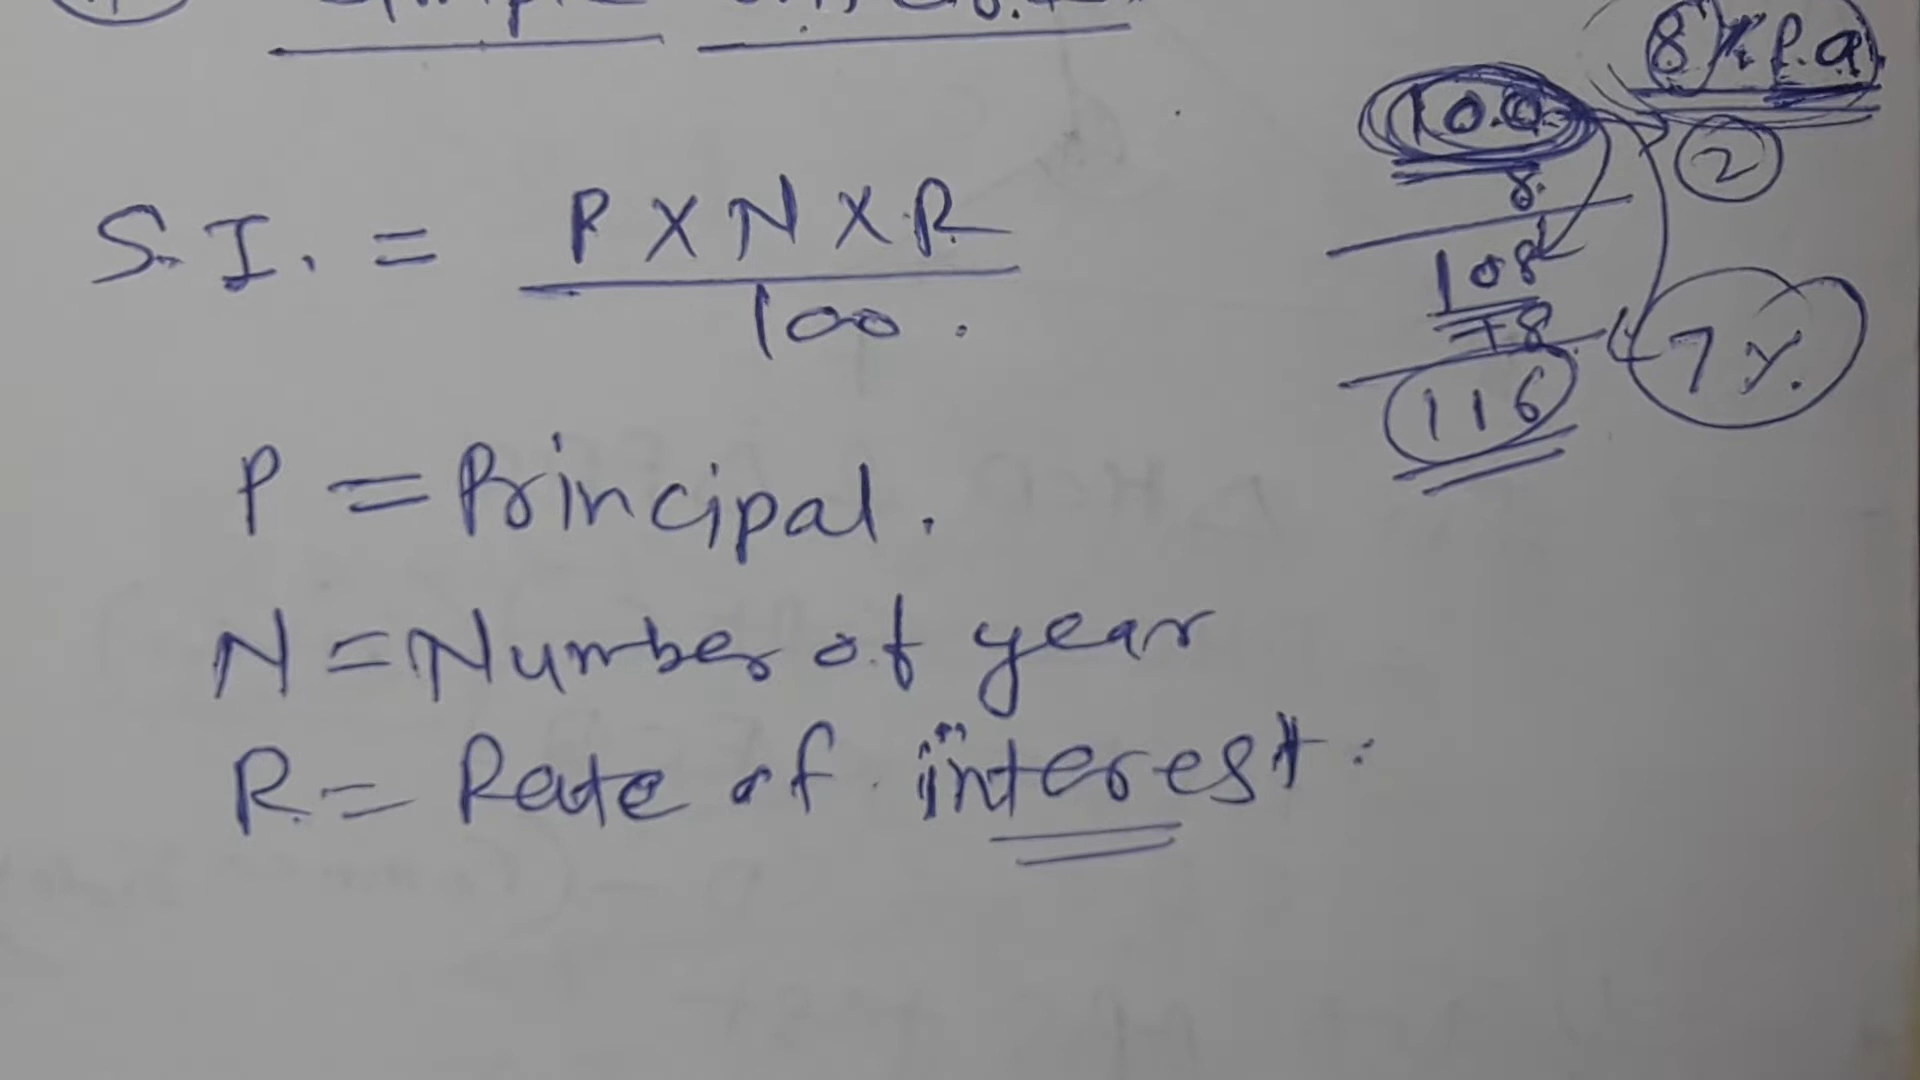 S.I. = P X N X R
100.
P = Principal.
N = Number of year
R = Rate of interest.
8% P.a
100
2
8
108
+8
7 y.
116